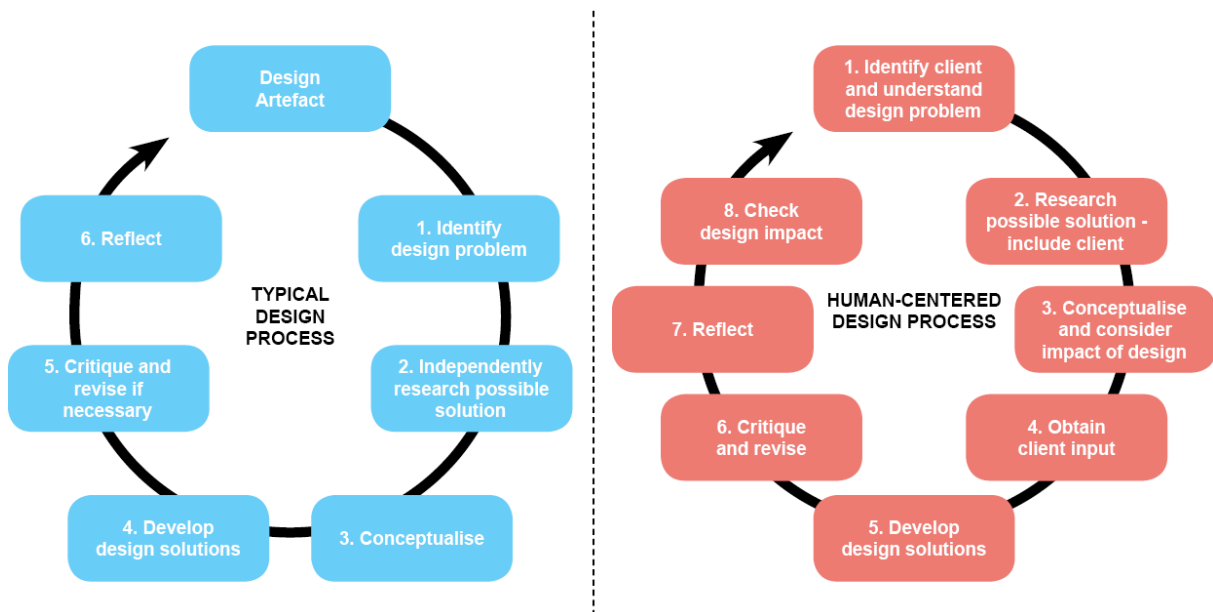 Design
Artefact
1. Identify
design problem
2. Independently
research possible
solution
3. Conceptualise
4. Develop
design solutions
5. Critique and
revise if
necessary
6. Reflect
TYPICAL
DESIGN
PROCESS
1. Identify client
and understand
design problem
2. Research
possible solution -
include client
3. Conceptualise
and consider
impact of design
4. Obtain
client input
5. Develop
design solutions
6. Critique
and revise
7. Reflect
8. Check
design impact
HUMAN-CENTERED
DESIGN PROCESS